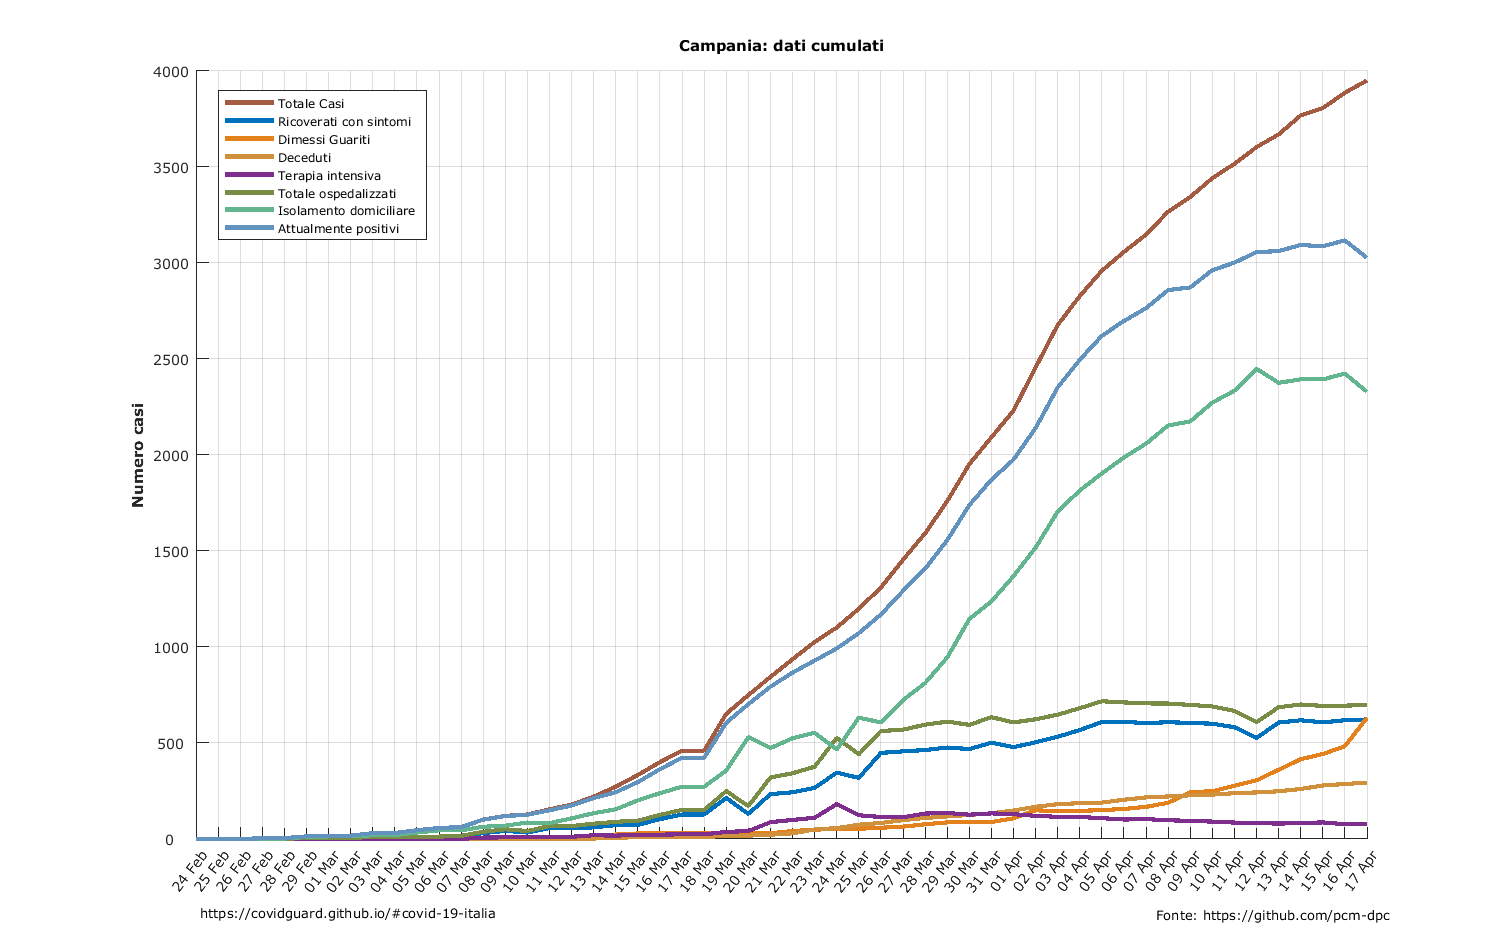 Campania: dati cumulati
4000
3500
3000
2500
2000
1500
1000
500
0
Numero casi
Totale Casi
Ricoverati con sintomi
Dimessi Guariti
Deceduti
Terapia intensiva
Totale ospedalizzati
Isolamento domiciliare
Attualmente positivi
24 Feb
25 Feb
26 Feb
27 Feb
28 Feb
29 Feb
01 Mar
02 Mar
03 Mar
04 Mar
05 Mar
06 Mar
07 Mar
08 Mar
09 Mar
10 Mar
11 Mar
12 Mar
13 Mar
14 Mar
15 Mar
16 Mar
17 Mar
18 Mar
19 Mar
20 Mar
21 Mar
22 Mar
23 Mar
24 Mar
25 Mar
26 Mar
27 Mar
28 Mar
29 Mar
30 Mar
31 Mar
01 Apr
02 Apr
03 Apr
04 Apr
05 Apr
06 Apr
07 Apr
08 Apr
09 Apr
10 Apr
11 Apr
12 Apr
13 Apr
14 Apr
15 Apr
16 Apr
17 Apr
https://covidguard.github.io/#covid-19-italia
Fonte: https://github.com/pcm-dpc